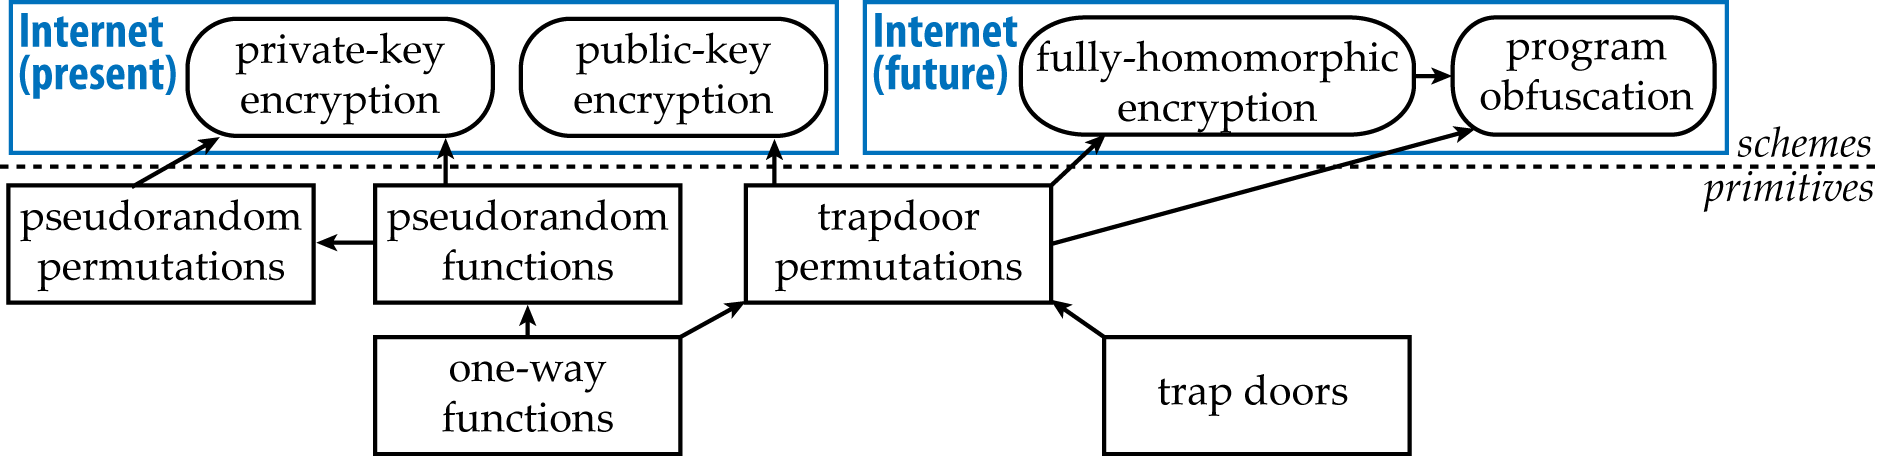 Internet
(present)
private-key
encryption
public-key
encryption
Internet
(future)
fully-homomorphic
encryption
program
obfuscation
schemes
primitives
pseudorandom
permutations
pseudorandom
functions
trapdoor
permutations
one-way
functions
trap doors